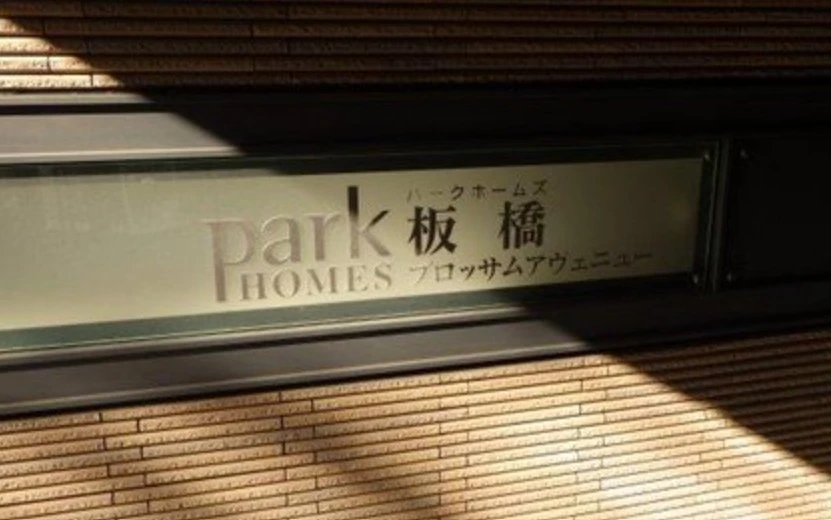 park
HOMES
パークホームズ
板橋
ブロッサムアヴェニュー